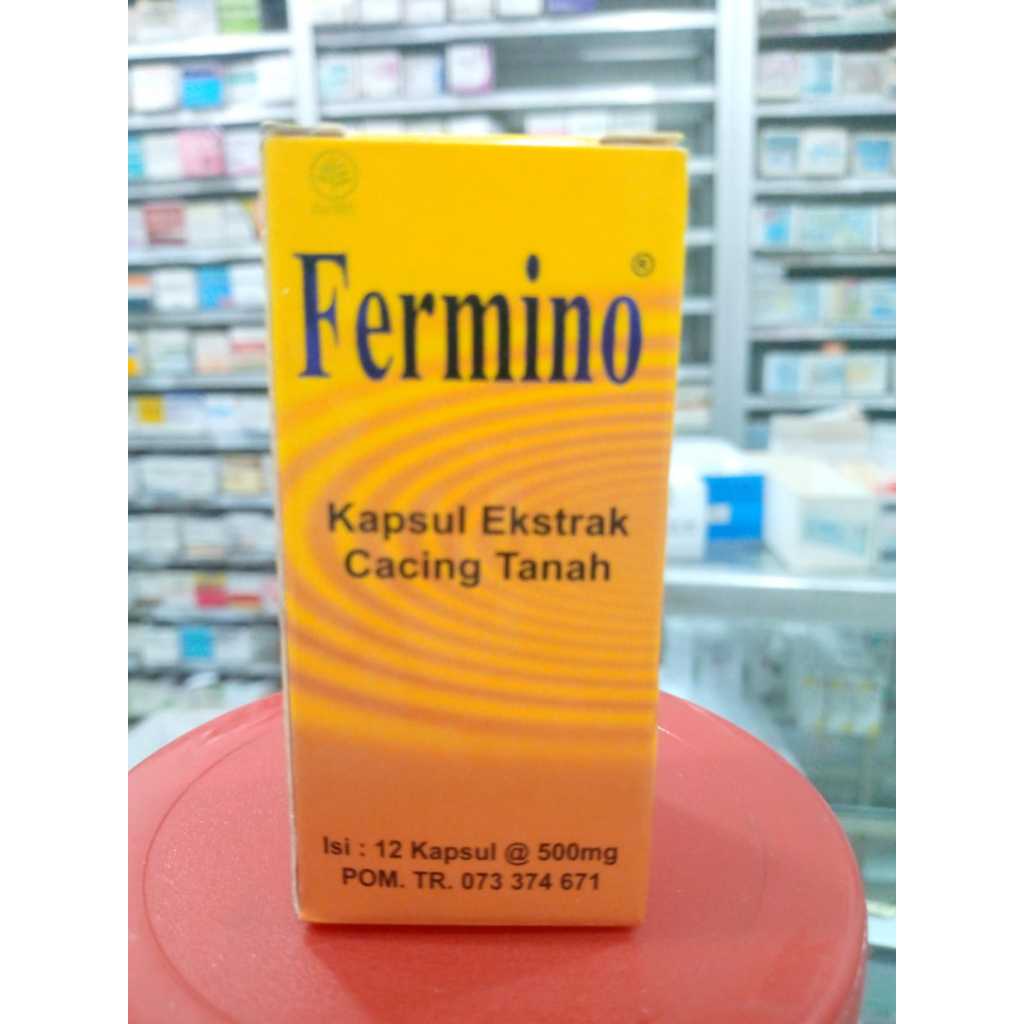 Fermino®
Kapsul Ekstrak
Cacing Tanah
Isi : 12 Kapsul @ 500mg
POM. TR. 073 374 671